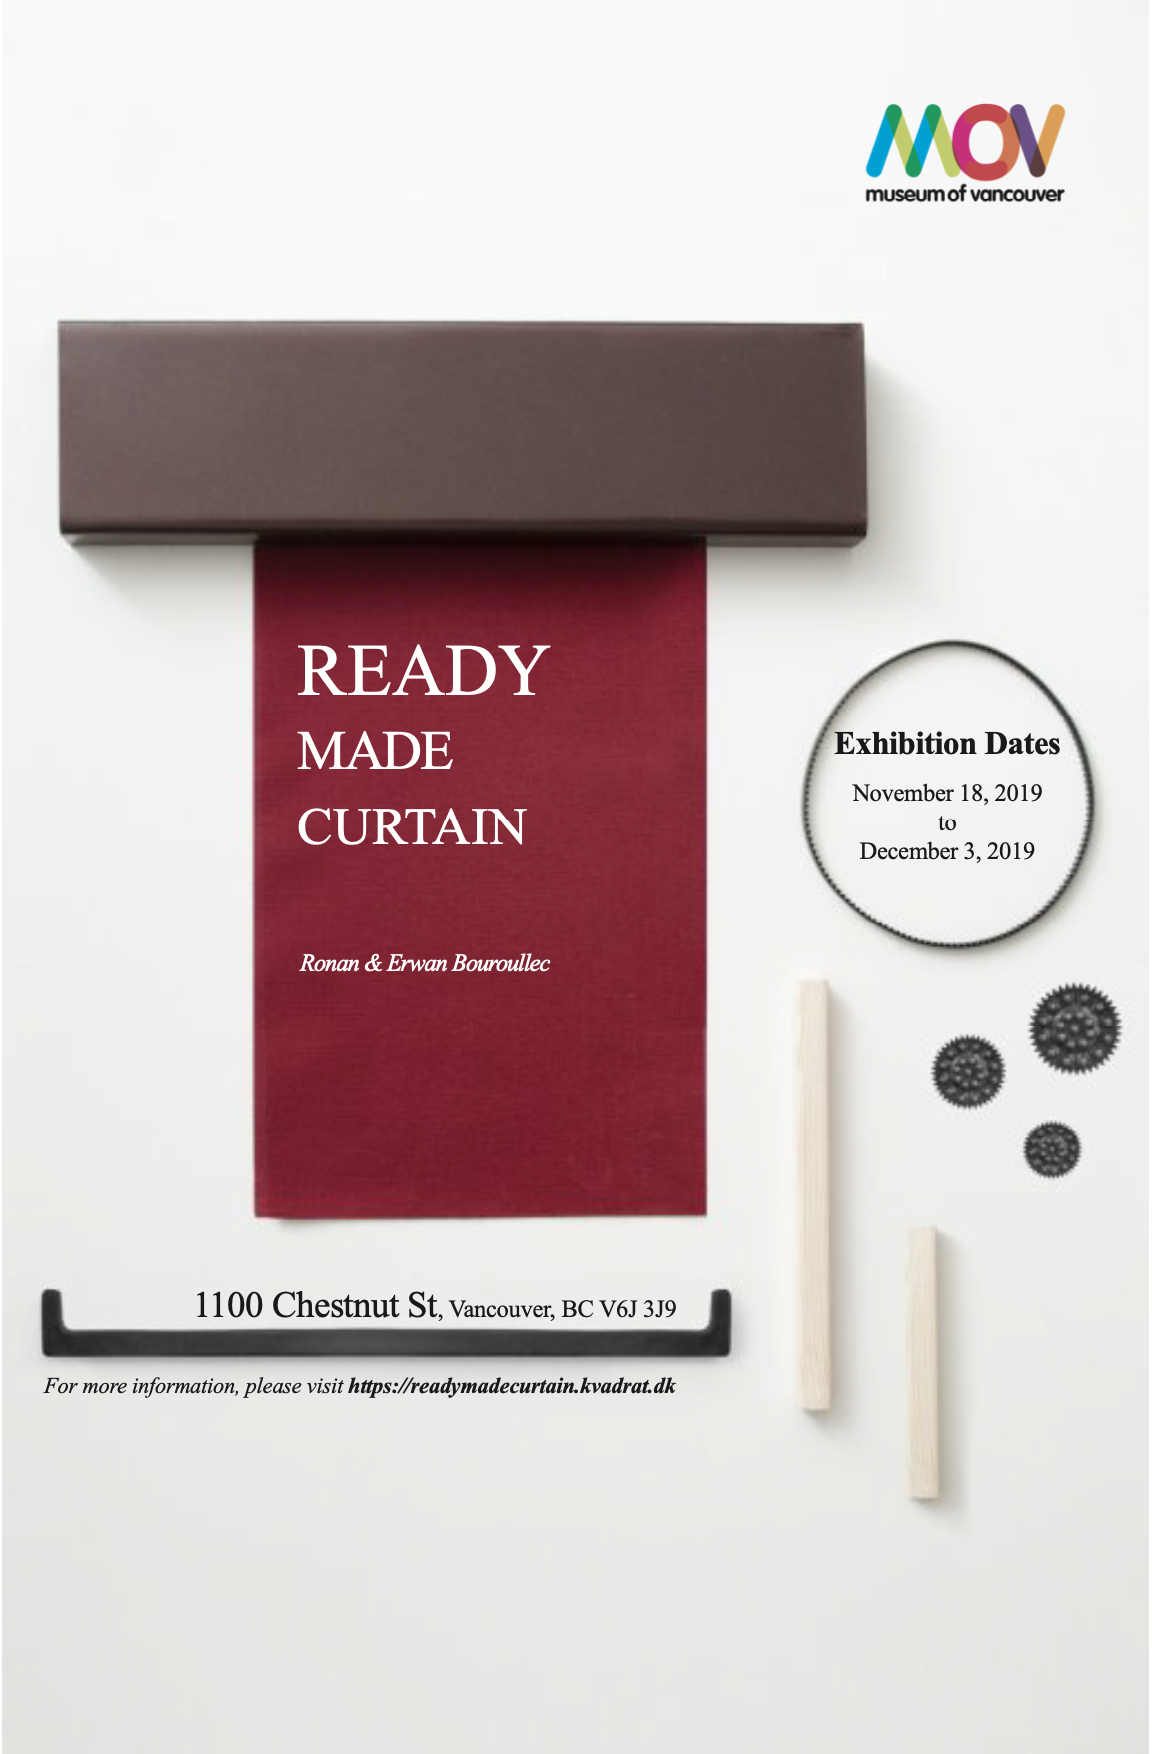 MOV
museum of vancouver
READY
MADE
CURTAIN
Ronan & Erwan Bouroullec
Exhibition Dates
November 18, 2019
to
December 3, 2019
1100 Chestnut St, Vancouver, BC V6J 3J9
For more information, please visit https://readymadecurtain.kvadrat.dk